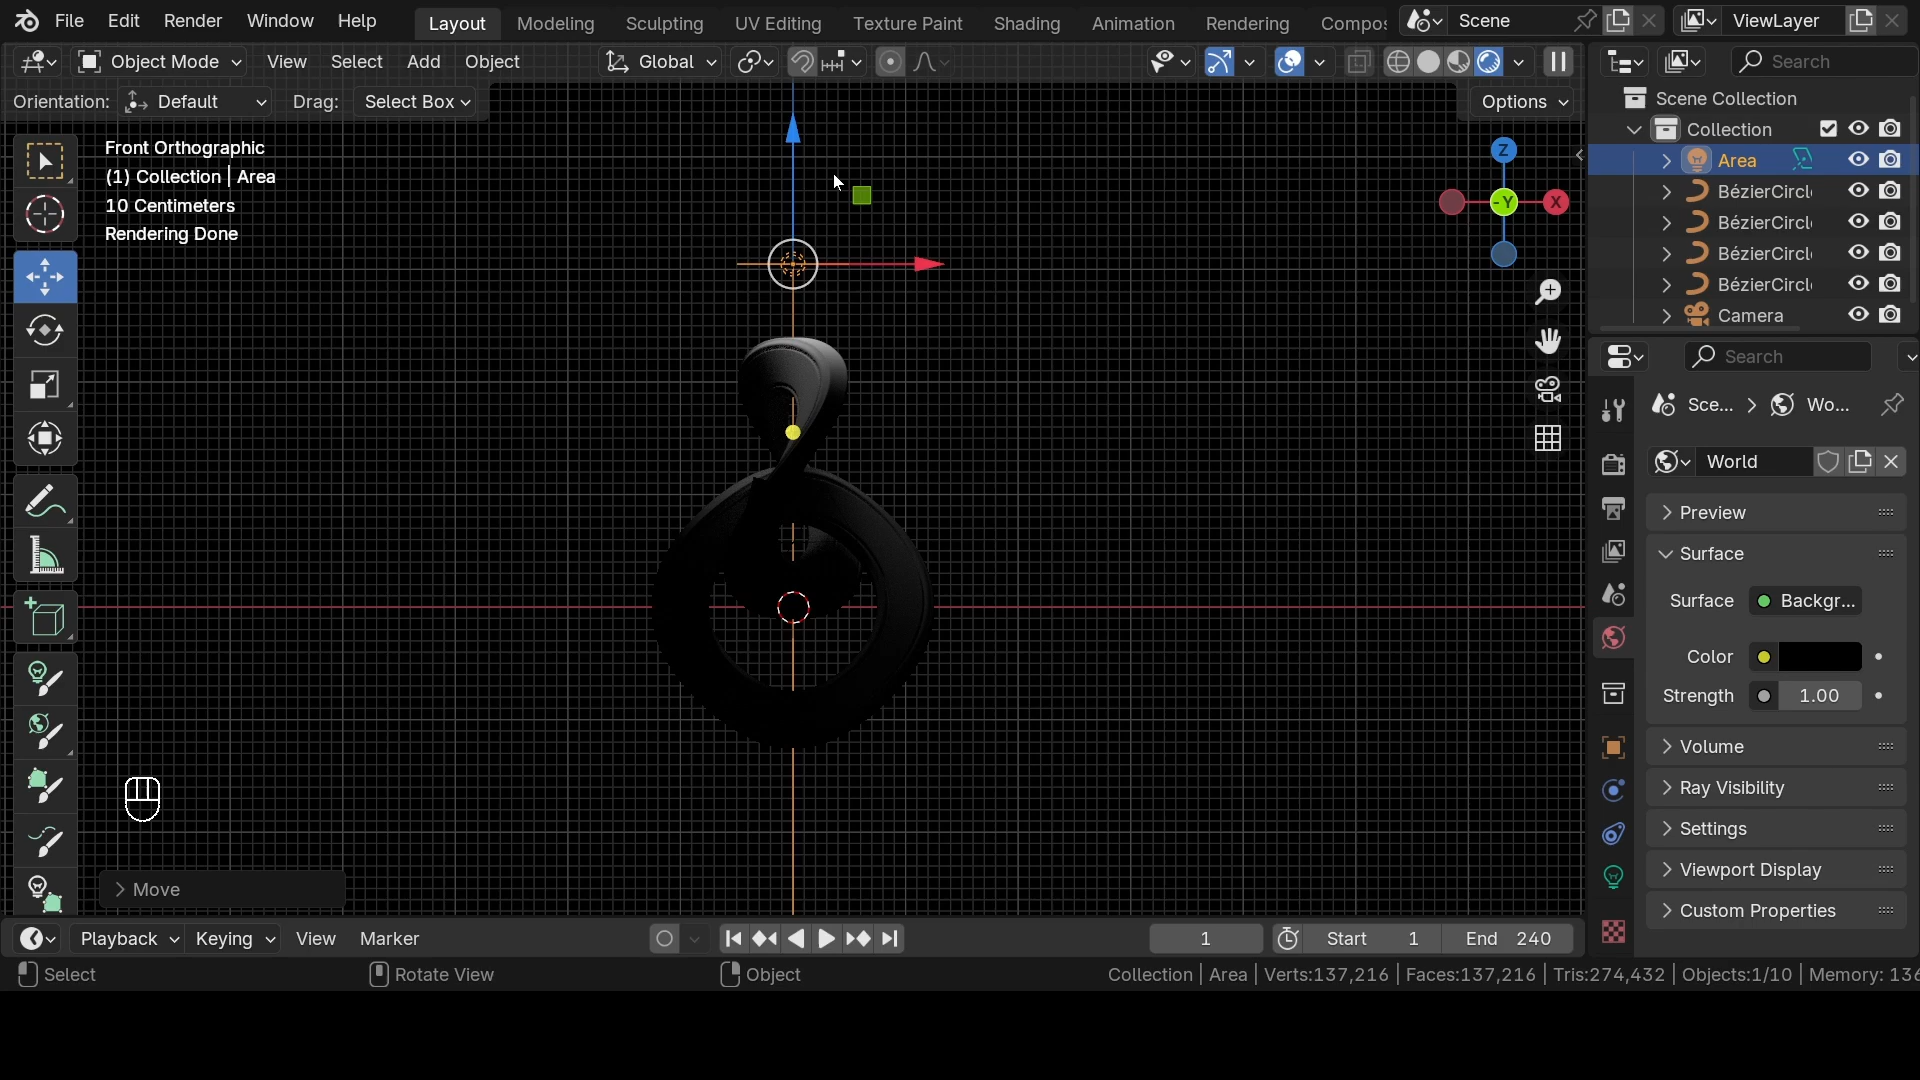 File Edit Render Window Help Layout Modeling Sculpting UV Editing Texture Paint Shading Animation Rendering Compos Scene ViewLayer
Object Mode View Select Add Object Global Search
Orientation: Default Drag: Select Box Options
Scene Collection
Collection
Area
BézierCircl
BézierCircl
BézierCircl
BézierCircl
Camera
Front Orthographic
(1) Collection | Area
10 Centimeters
Rendering Done
Z
-Y
X
Search
Sce... Wo...
World
Preview
Surface
Surface Backgr...
Color
Strength 1.00
Volume
Ray Visibility
Settings
Viewport Display
Custom Properties
Move
Playback Keying View Marker 1 Start 1 End 240
Select Rotate View Object Collection | Area | Verts:137,216 | Faces:137,216 | Tris:274,432 | Objects:1/10 | Memory: 136